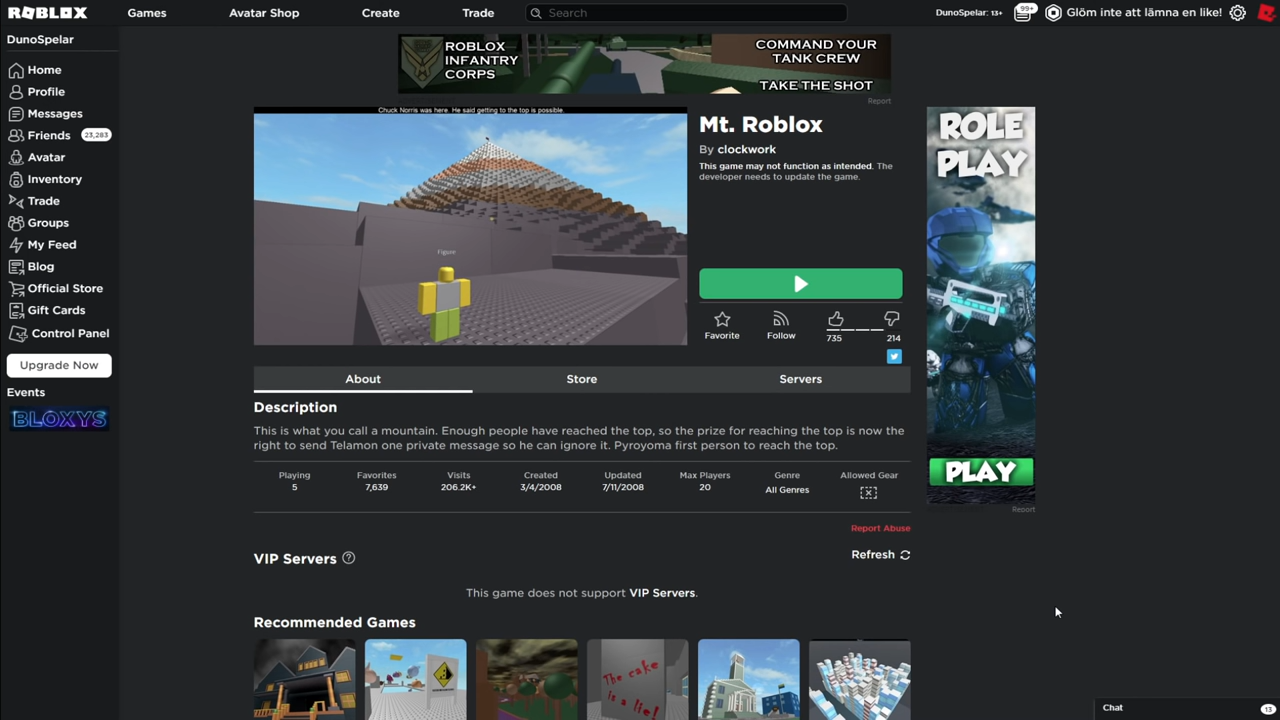 ROBLOX
Games
Avatar Shop
Create
Trade
Search
DunoSpelar: 13+
99+
Glöm inte att lämna en like!
DunoSpelar
Home
Profile
Messages
Friends
23,283
Avatar
Inventory
Trade
Groups
My Feed
Blog
Official Store
Gift Cards
Control Panel
Upgrade Now
Events
BLOXYS
ROBLOX
INFANTRY
CORPS
COMMAND YOUR
TANK CREW
TAKE THE SHOT
Report
Chuck Norris was here. He said getting to the top is possible.
Figure
Mt. Roblox
By clockwork
This game may not function as intended. The
developer needs to update the game.
Favorite
Follow
735
214
About
Store
Servers
Description
This is what you call a mountain. Enough people have reached the top, so the prize for reaching the top is now the
right to send Telamon one private message so he can ignore it. Pyroyoma first person to reach the top.
Playing
5
Favorites
7,639
Visits
206.2K+
Created
3/4/2008
Updated
7/11/2008
Max Players
20
Genre
All Genres
Allowed Gear
Report Abuse
VIP Servers
Refresh
This game does not support VIP Servers.
Recommended Games
The cake
is a lie!
ROLE
PLAY
PLAY
Report
Chat
13